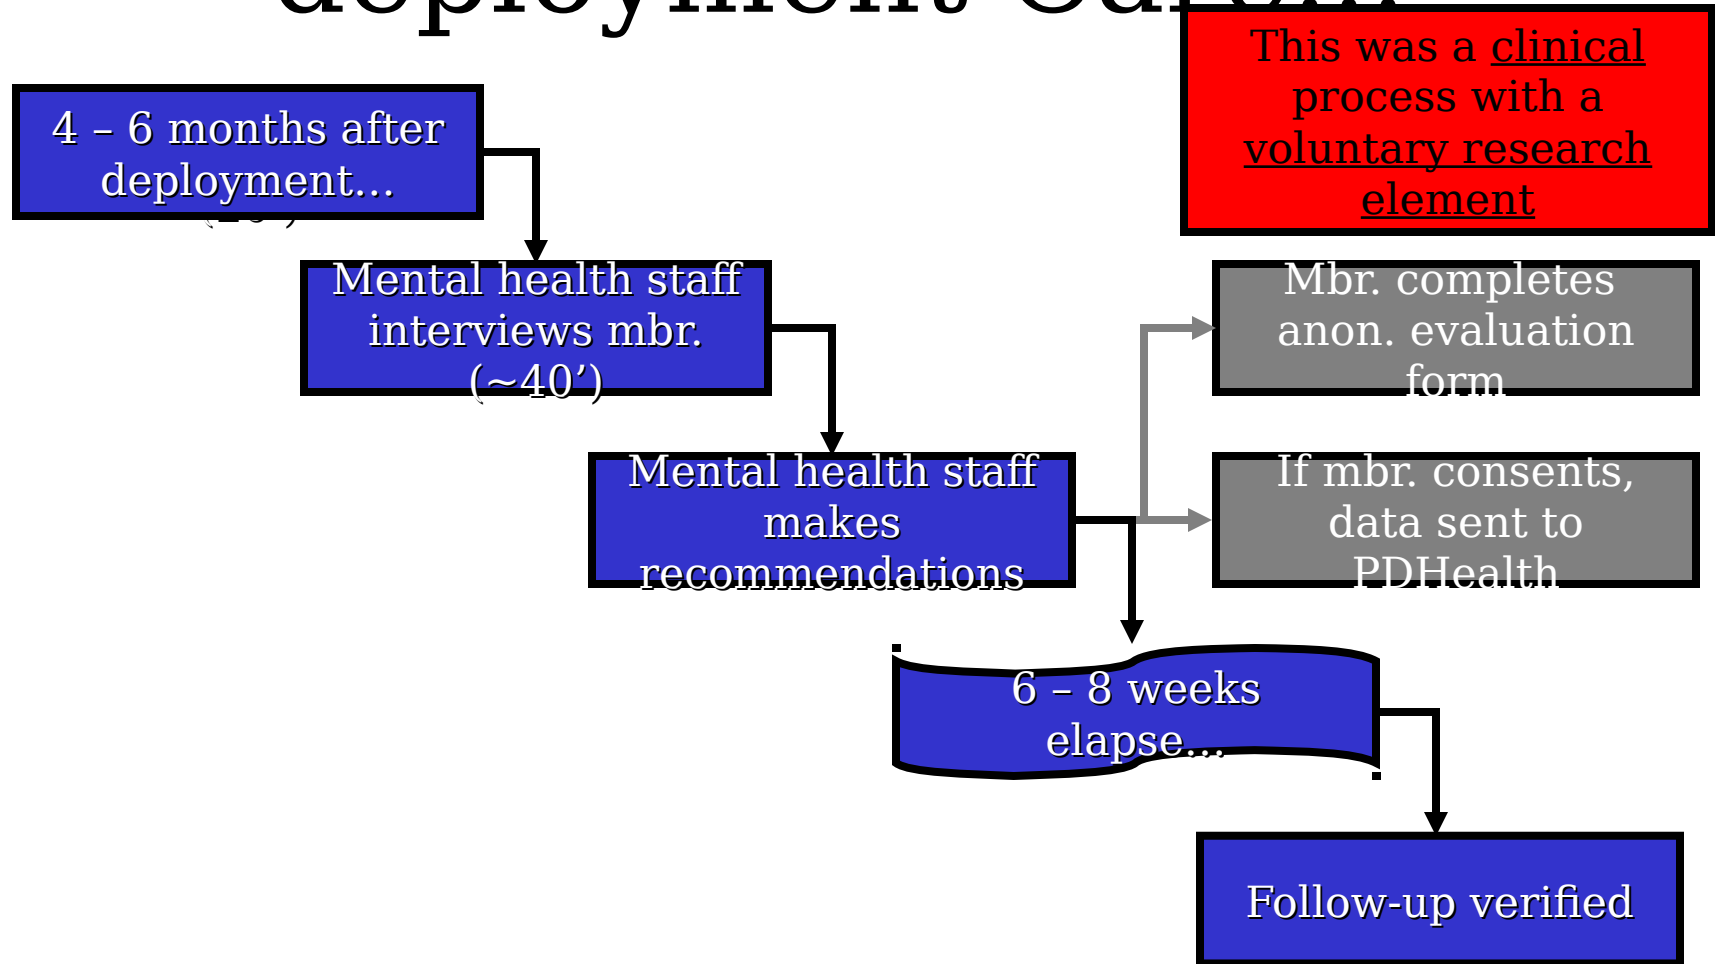 deployment Care...
This was a clinical
process with a
voluntary research
element
4 – 6 months after
deployment…
Mental health staff
interviews mbr.
(~40’)
Mbr. completes
anon. evaluation
form
Mental health staff
makes
recommendations
If mbr. consents,
data sent to
PDHealth
6 – 8 weeks
elapse…
Follow-up verified